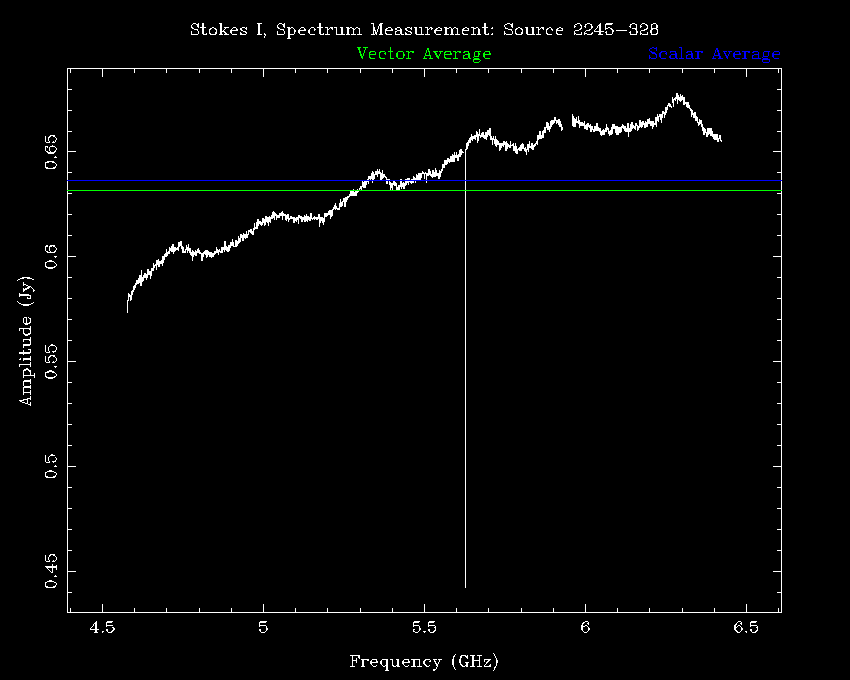 Stokes I, Spectrum Measurement: Source 2245−328
Vector Average
Scalar Average
Amplitude (Jy)
0.65
0.6
0.55
0.5
0.45
4.5
5
5.5
6
6.5
Frequency (GHz)